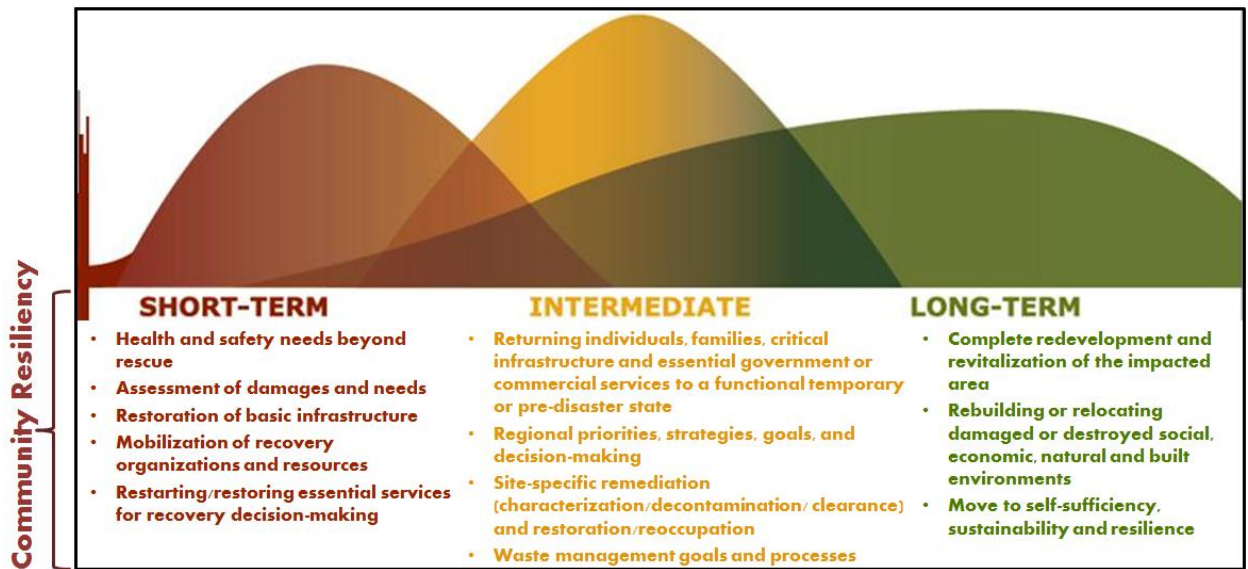 Community Resiliency
SHORT-TERM
• Health and safety needs beyond
rescue
• Assessment of damages and needs
• Restoration of basic infrastructure
• Mobilization of recovery
organizations and resources
• Restarting/restoring essential services
for recovery decision-making
INTERMEDIATE
• Returning individuals, families, critical
infrastructure and essential government or
commercial services to a functional temporary
or pre-disaster state
• Regional priorities, strategies, goals, and
decision-making
• Site-specific remediation
(characterization/decontamination/ clearance)
and restoration/reoccupation
• Waste management goals and processes
LONG-TERM
• Complete redevelopment and
revitalization of the impacted
area
• Rebuilding or relocating
damaged or destroyed social,
economic, natural and built
environments
• Move to self-sufficiency,
sustainability and resilience